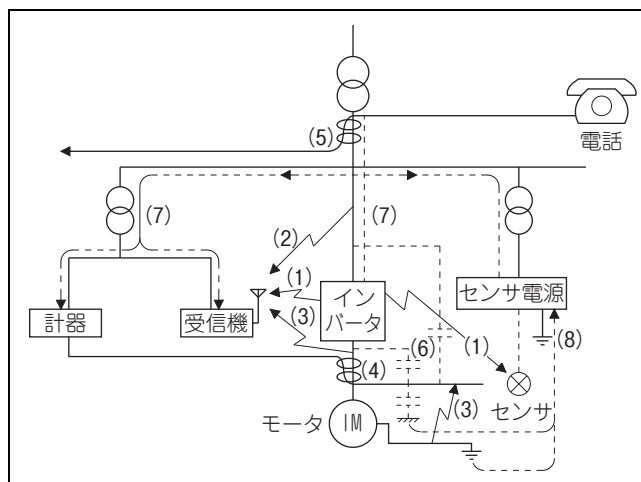 電話
(5)
(7)
(7)
(2)
(1)
(3)
イン
バータ
センサ電源
計器
受信機
(8)
(6)
(1)
(4)
(3)
センサ
モータ
IM